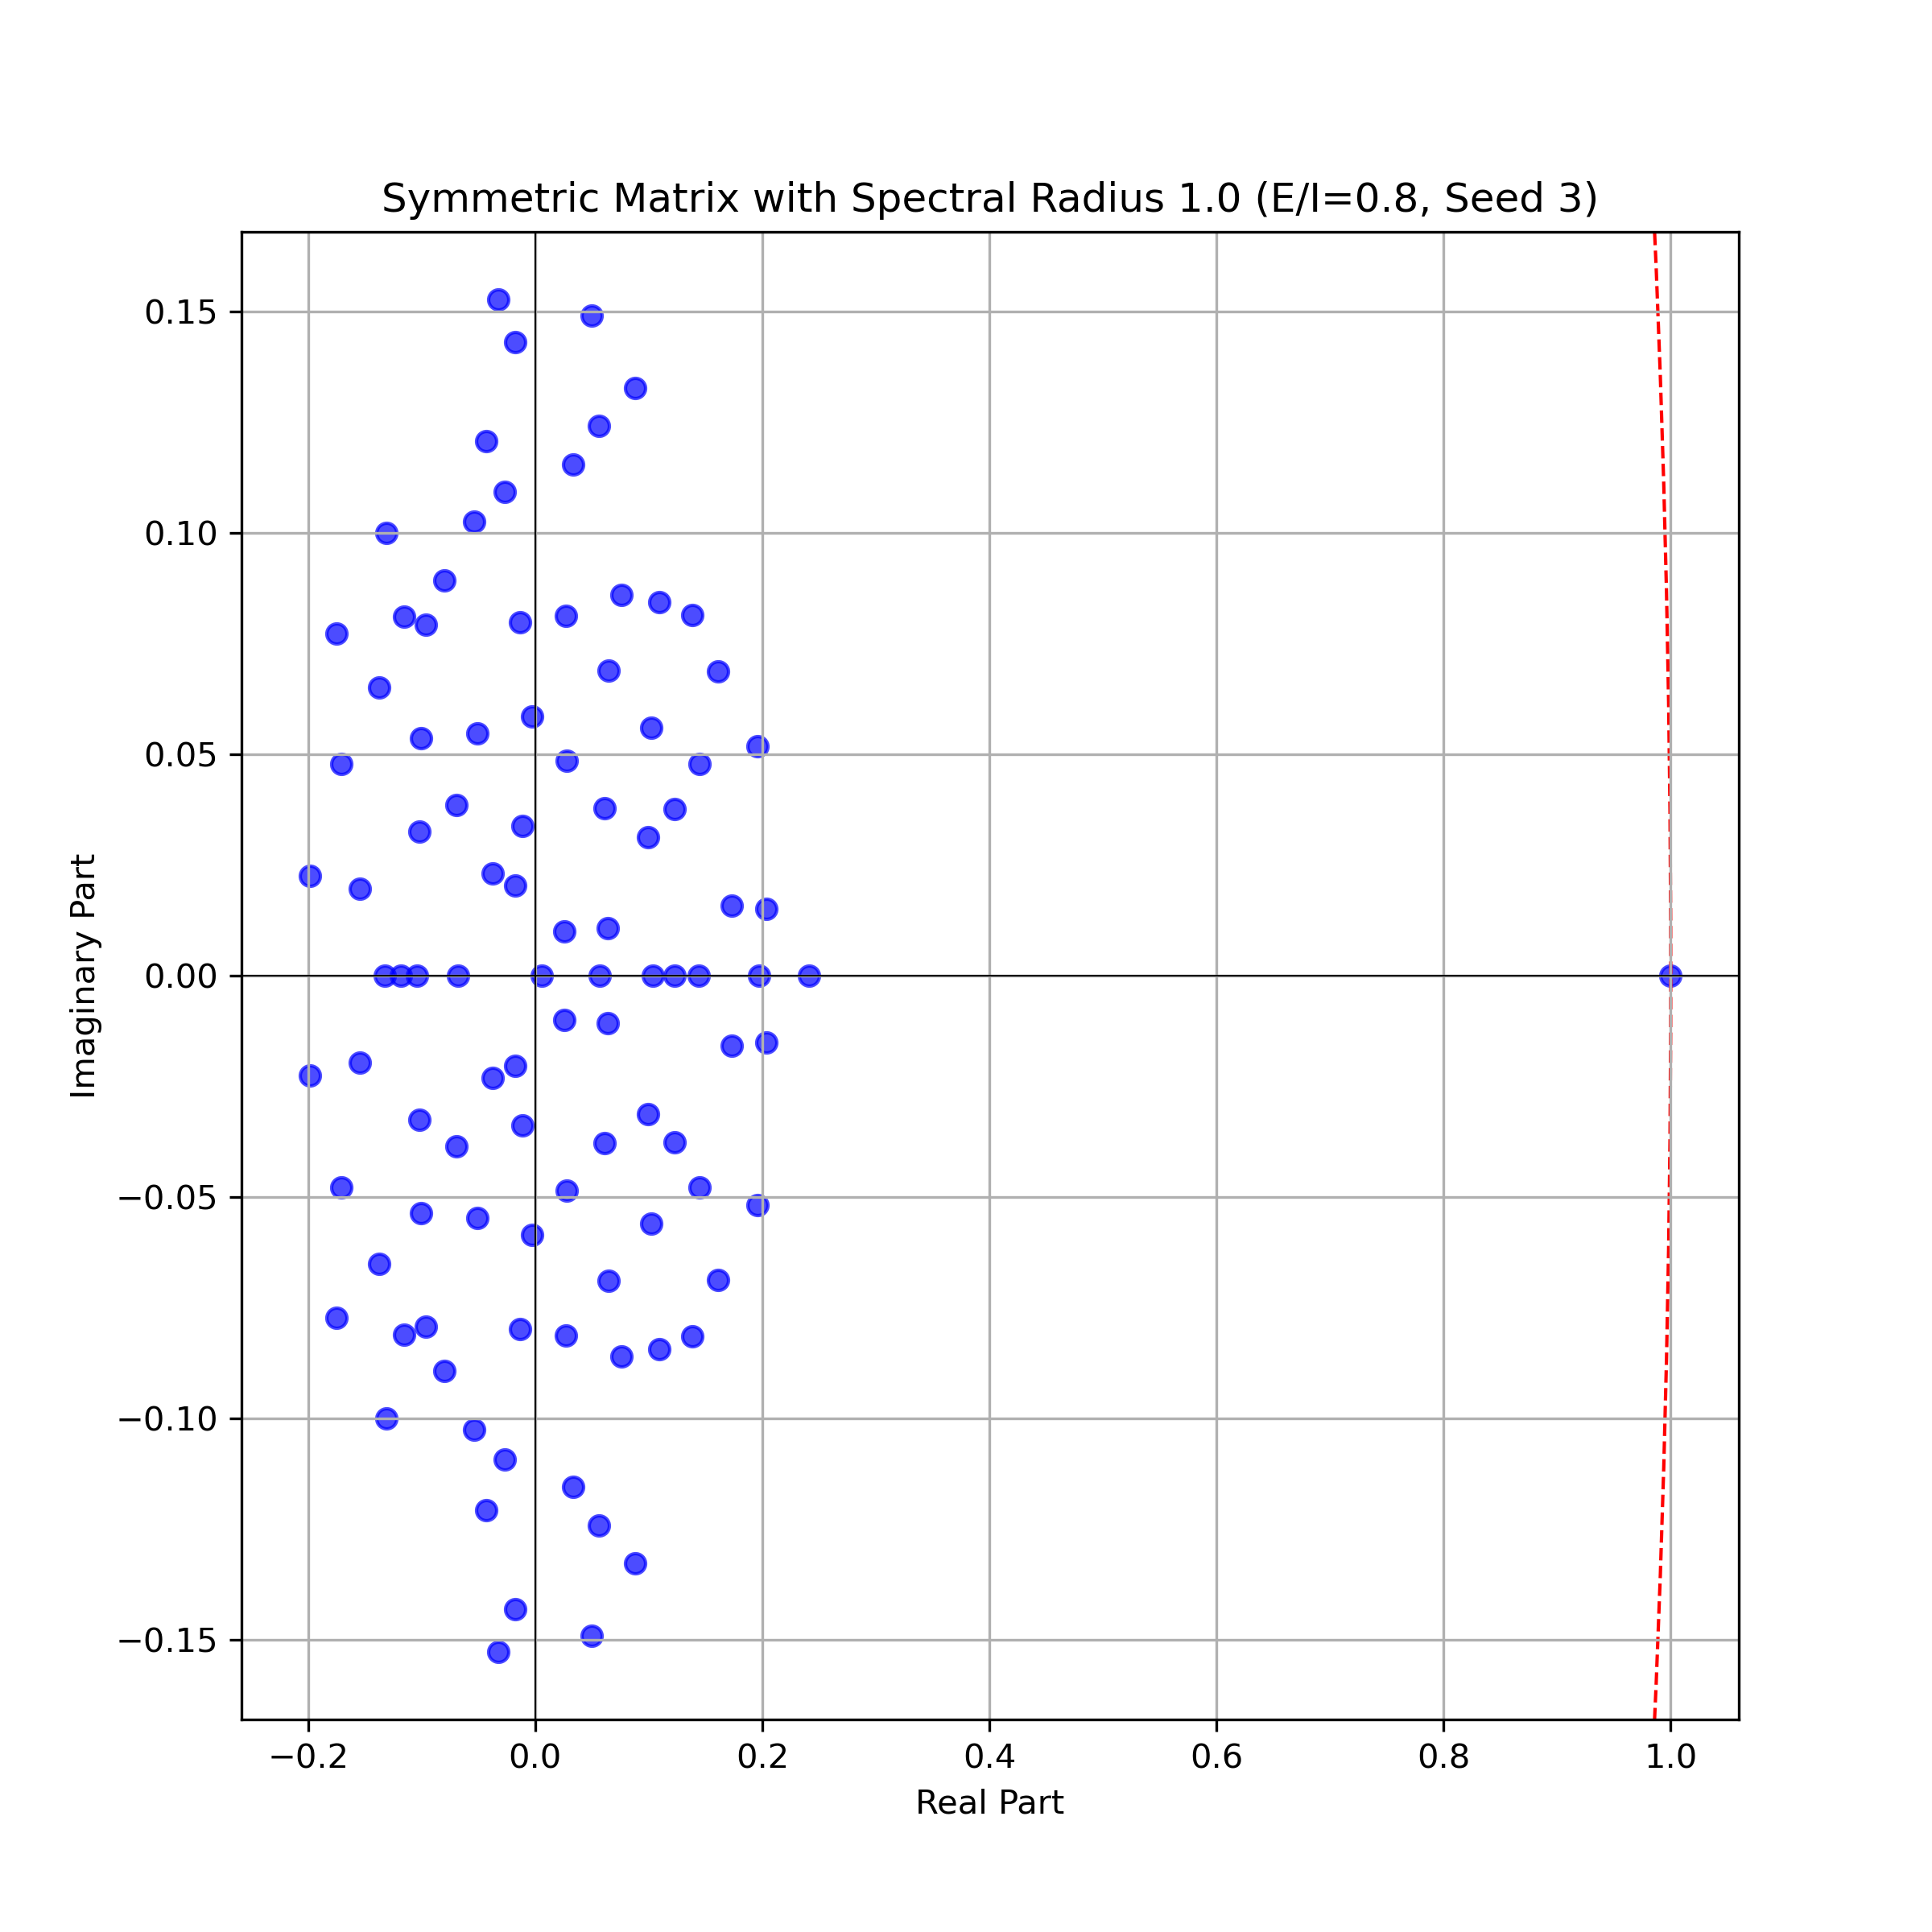 Symmetric Matrix with Spectral Radius 1.0 (E/I=0.8, Seed 3)
0.15
0.10
0.05
0.00
−0.05
−0.10
−0.15
Imaginary Part
−0.2 0.0 0.2 0.4 0.6 0.8 1.0
Real Part